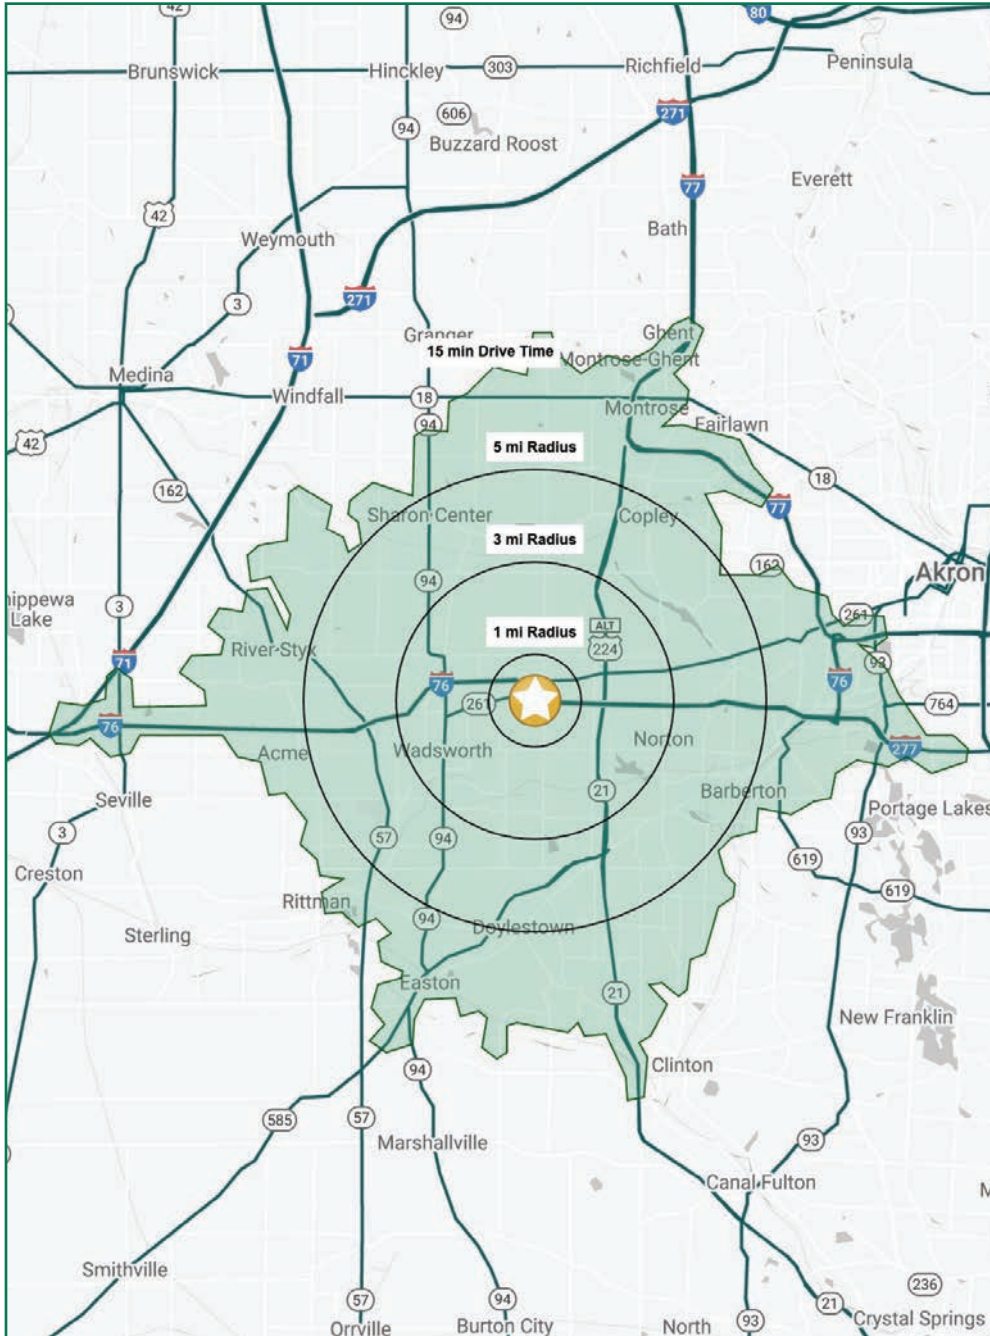 42
94
80
Brunswick
Hinckley
303
Richfield
Peninsula
271
606
94
Buzzard Roost
Everett
77
42
Bath
Weymouth
271
3
Granger
Ghent
15 min Drive Time
Montrose-Ghent
71
Medina
Windfall
18
Montrose
94
Fairlawn
42
5 mi Radius
18
162
77
Sharon Center
Copley
3 mi Radius
162
Akron
94
hippewa
Lake
3
261
1 mi Radius
ALT
224
River-Styx
71
93
76
76
261
764
76
277
Acme
Wadsworth
Norton
Seville
21
Barberton
Portage Lakes
3
57
94
93
619
Creston
619
Rittman
94
Doylestown
Sterling
Easton
21
New Franklin
94
Clinton
585
57
93
Marshallville
Canal Fulton
M
Smithville
236
57
94
21
Orrville
Burton City
North
93
Crystal Springs